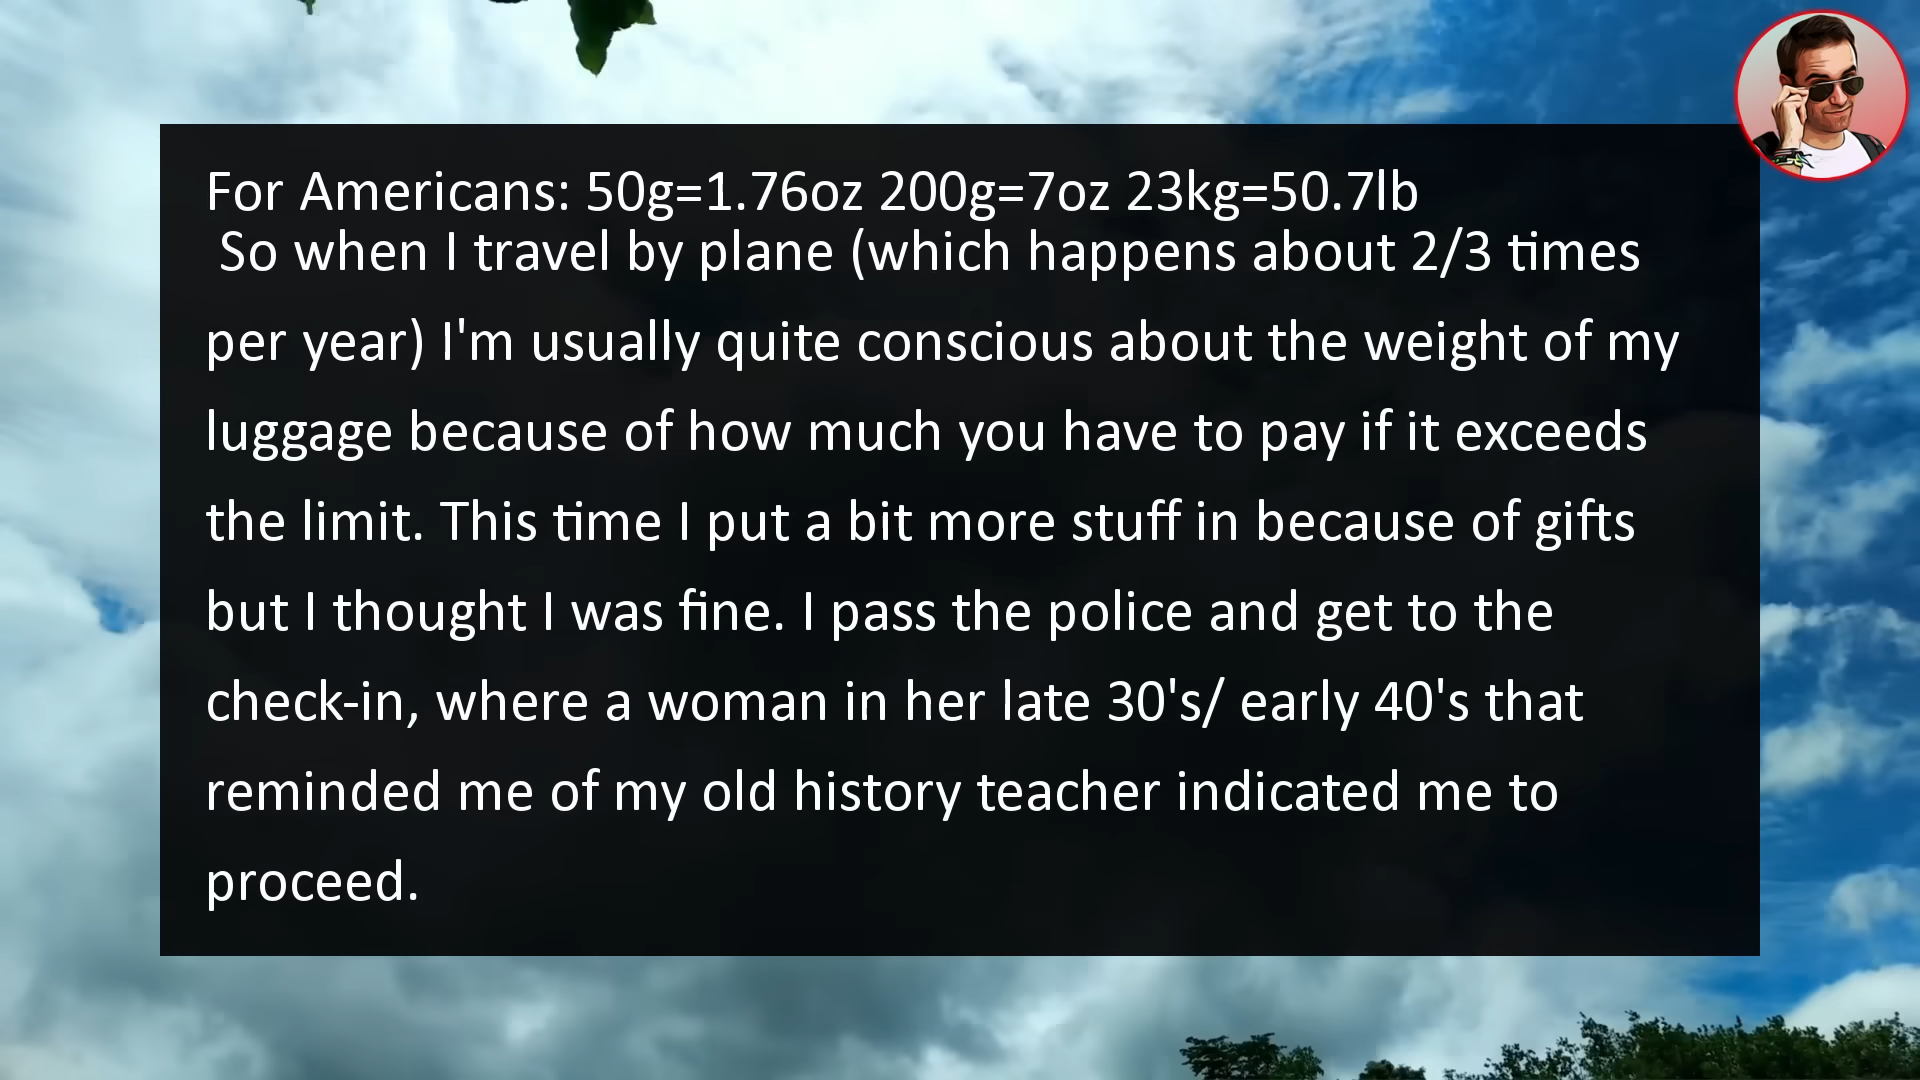 For Americans: 50g=1.76oz 200g=7oz 23kg=50.7lb
So when I travel by plane (which happens about 2/3 times
per year) I'm usually quite conscious about the weight of my
luggage because of how much you have to pay if it exceeds
the limit. This time I put a bit more stuff in because of gifts
but I thought I was fine. I pass the police and get to the
check-in, where a woman in her late 30's/ early 40's that
reminded me of my old history teacher indicated me to
proceed.